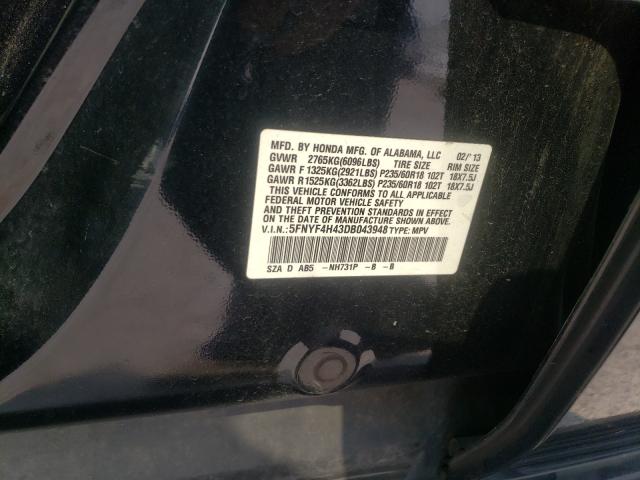 MFD. BY HONDA MFG. OF ALABAMA, LLC 02/'13
GVWR 2765KG(6096LBS) TIRE SIZE RIM SIZE
GAWR F 1325KG(2921LBS) P235/60R18 102T 18X7.5J
GAWR R 1525KG(3362LBS) P235/60R18 102T 18X7.5J
THIS VEHICLE CONFORMS TO ALL APPLICABLE
FEDERAL MOTOR VEHICLE SAFETY
AND THEFT PREVENTION STANDARDS IN EFFECT
ON THE DATE OF MANUFACTURE SHOWN ABOVE.
V.I.N.:5FNYF4H43DB043948 TYPE: MPV
SZA D AB5 -NH731P -B -B